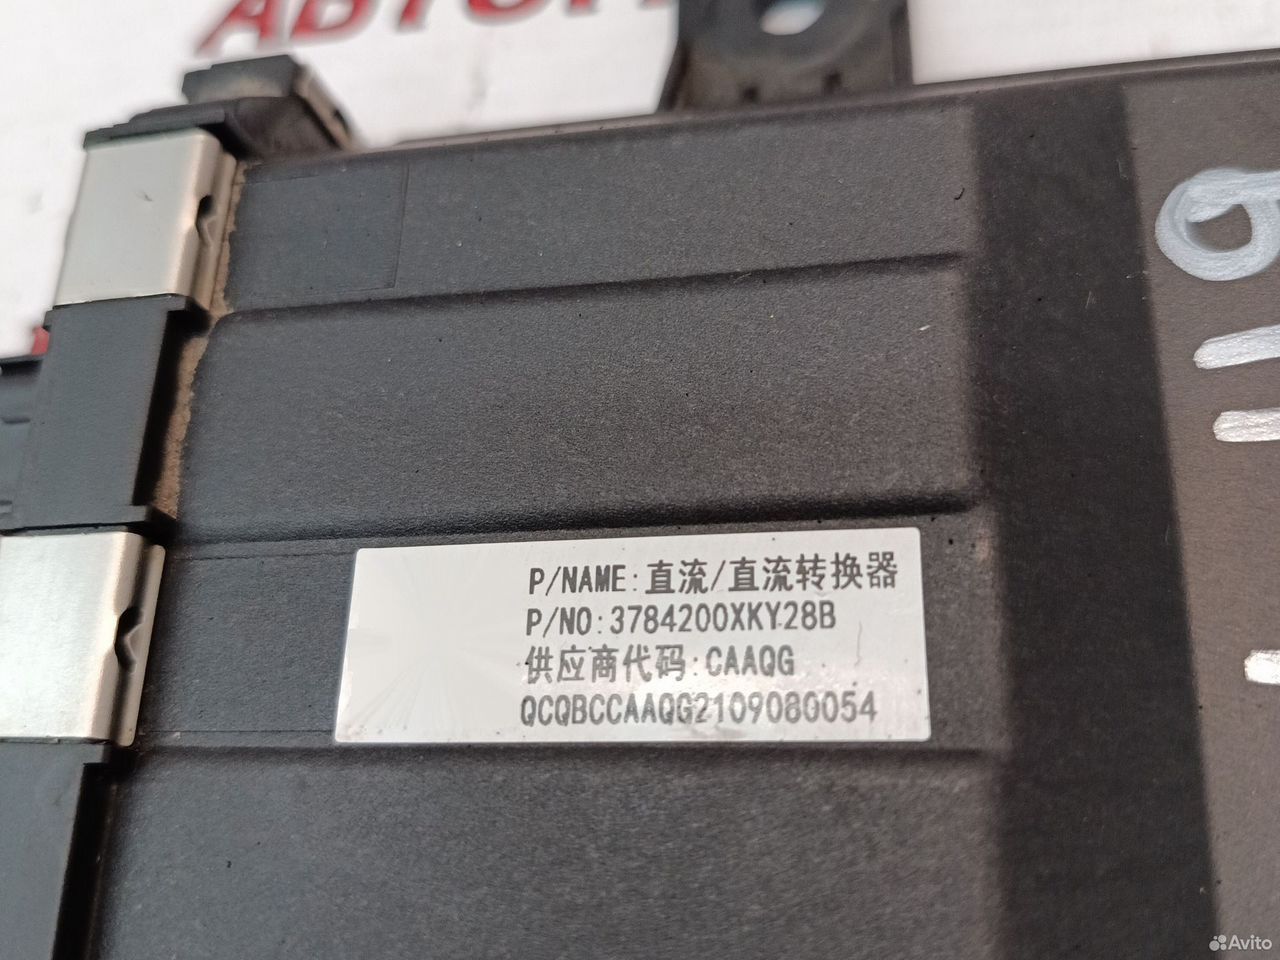 P/NAME:直流/直流转换器
P/NO:3784200XKY28B
供应商代码:CAAQG
QCQBCCAAQG2109080054
Avito